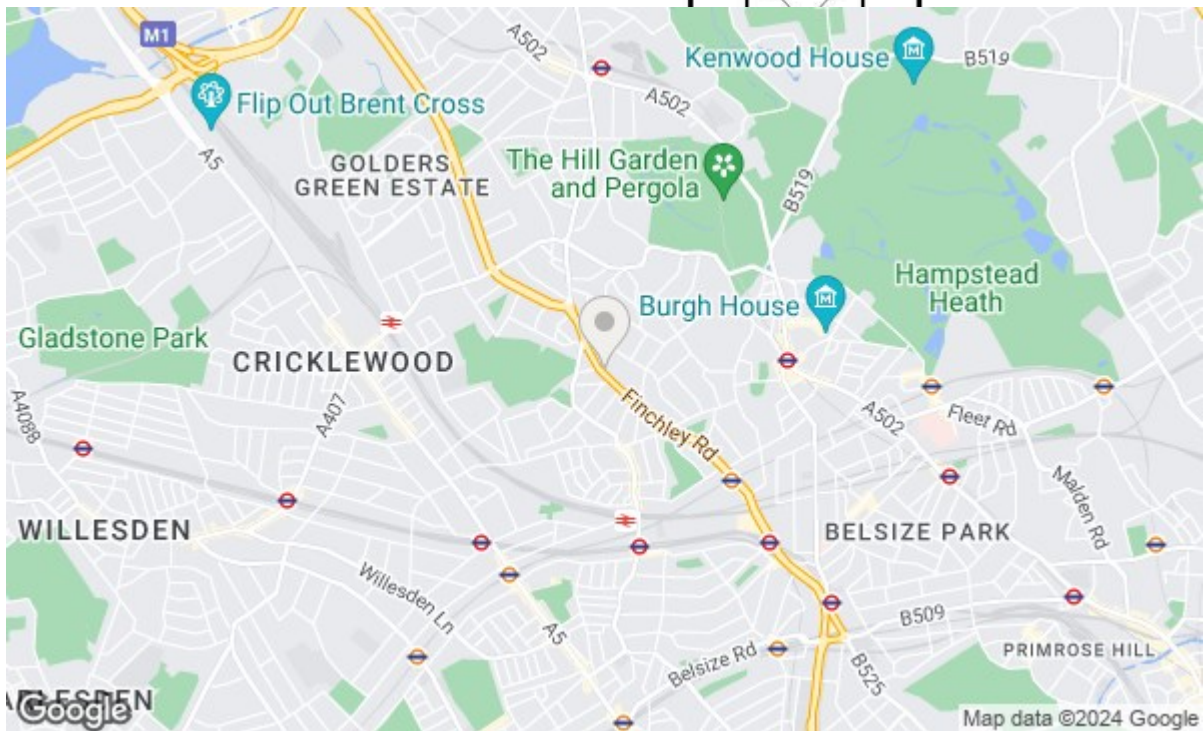 M1
A502
Kenwood House
B519
Flip Out Brent Cross
A502
A5
GOLDERS
GREEN ESTATE
The Hill Garden
and Pergola
B519
Hampstead
Heath
Burgh House
Gladstone Park
CRICKLEWOOD
A4088
A407
Finchley Rd
A502
Fleet Rd
Malden Rd
WILLESDEN
BELSIZE PARK
Willesden Ln
A5
B509
Belsize Rd
B525
PRIMROSE HILL
ARLESDEN
Google
Map data ©2024 Google